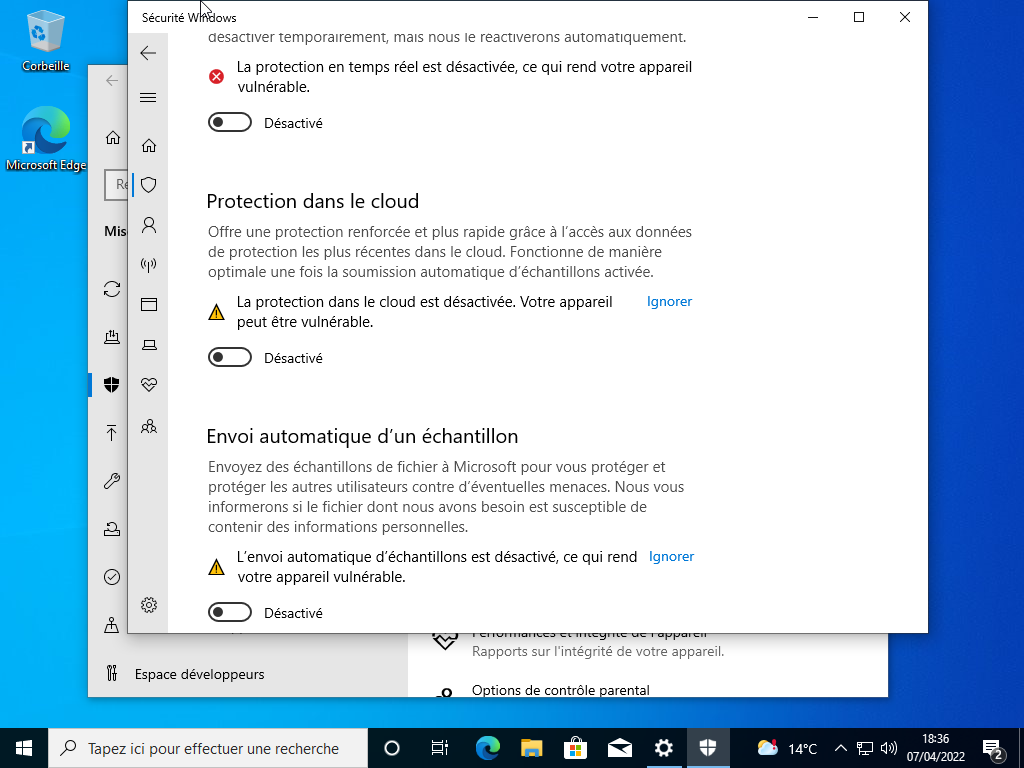 Corbeille
Microsoft Edge
Sécurité Windows
désactiver temporairement, mais nous le réactiverons automatiquement.
La protection en temps réel est désactivée, ce qui rend votre appareil
vulnérable.
Désactivé
Protection dans le cloud
Offre une protection renforcée et plus rapide grâce à l’accès aux données
de protection les plus récentes dans le cloud. Fonctionne de manière
optimale une fois la soumission automatique d’échantillons activée.
La protection dans le cloud est désactivée. Votre appareil
peut être vulnérable.
Ignorer
Désactivé
Envoi automatique d’un échantillon
Envoyez des échantillons de fichier à Microsoft pour vous protéger et
protéger les autres utilisateurs contre d’éventuelles menaces. Nous vous
informerons si le fichier dont nous avons besoin est susceptible de
contenir des informations personnelles.
L’envoi automatique d’échantillons est désactivé, ce qui rend
votre appareil vulnérable.
Ignorer
Désactivé
Re
Mis
Performances et intégrité de l'appareil
Rapports sur l'intégrité de votre appareil.
Espace développeurs
Options de contrôle parental
Tapez ici pour effectuer une recherche
14°C
18:36
07/04/2022
2